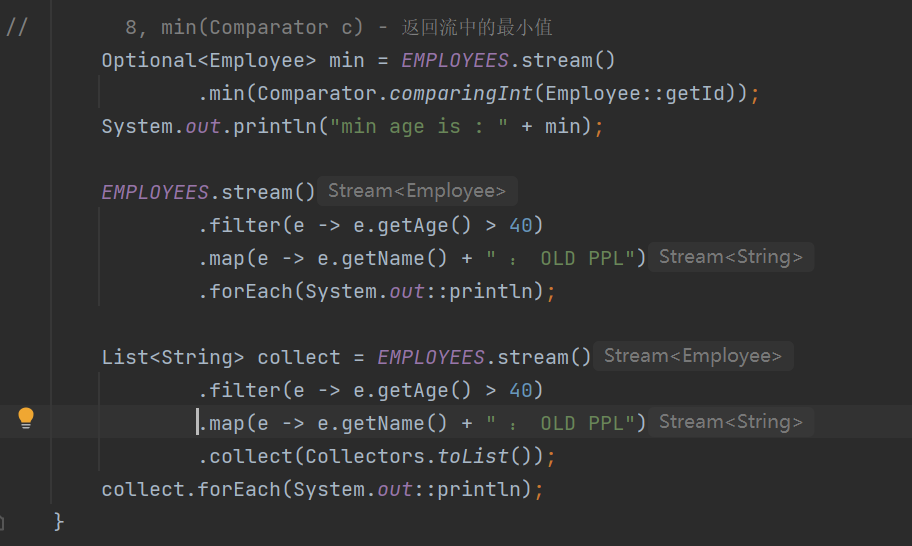 //        8, min(Comparator c) - 返回流中的最小值
Optional<Employee> min = EMPLOYEES.stream()
        .min(Comparator.comparingInt(Employee::getId));
System.out.println("min age is : " + min);
EMPLOYEES.stream() Stream<Employee>
        .filter(e -> e.getAge() > 40)
        .map(e -> e.getName() + " ： OLD PPL") Stream<String>
        .forEach(System.out::println);
List<String> collect = EMPLOYEES.stream() Stream<Employee>
        .filter(e -> e.getAge() > 40)
        .map(e -> e.getName() + " ： OLD PPL") Stream<String>
        .collect(Collectors.toList());
collect.forEach(System.out::println);
}